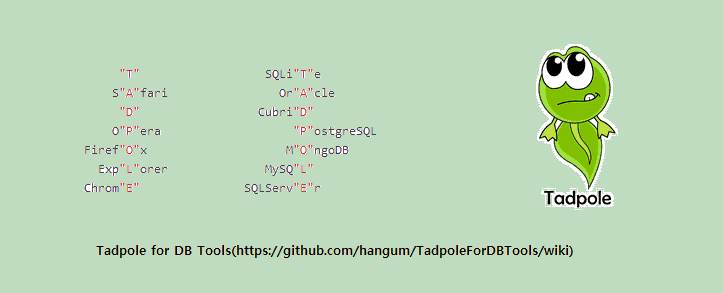 "T" SQLi"T"e
S"A"fari Or"A"cle
"D" Cubri"D"
O"P"era "P"ostgreSQL
Firef"O"x M"O"ngoDB
Exp"L"orer MySQ"L"
Chrom"E" SQLServ"E"r
Tadpole
Tadpole for DB Tools(https://github.com/hangum/TadpoleForDBTools/wiki)